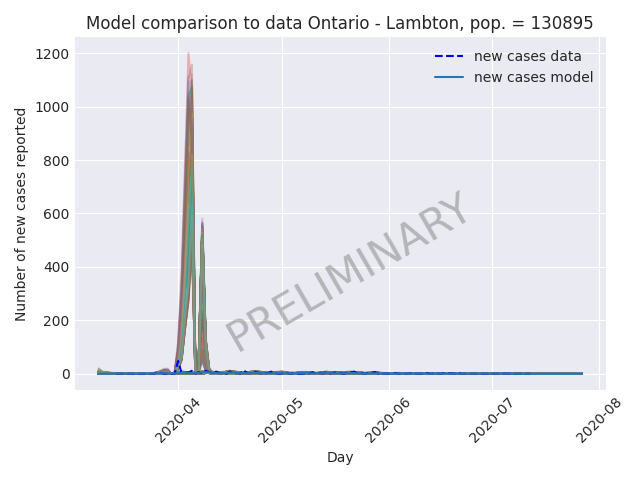 Model comparison to data Ontario - Lambton, pop. = 130895
new cases data
new cases model
1200
1000
800
600
400
200
0
Number of new cases reported
PRELIMINARY
2020-04
2020-05
2020-06
2020-07
2020-08
Day